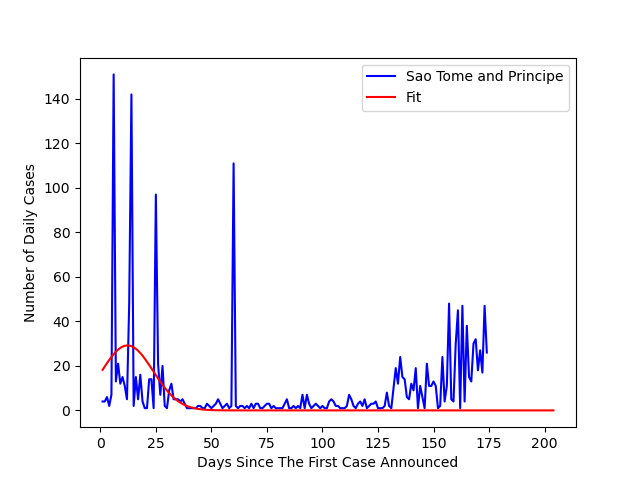 Sao Tome and Principe
Fit
140
120
100
80
60
40
20
0
Number of Daily Cases
0 25 50 75 100 125 150 175 200
Days Since The First Case Announced